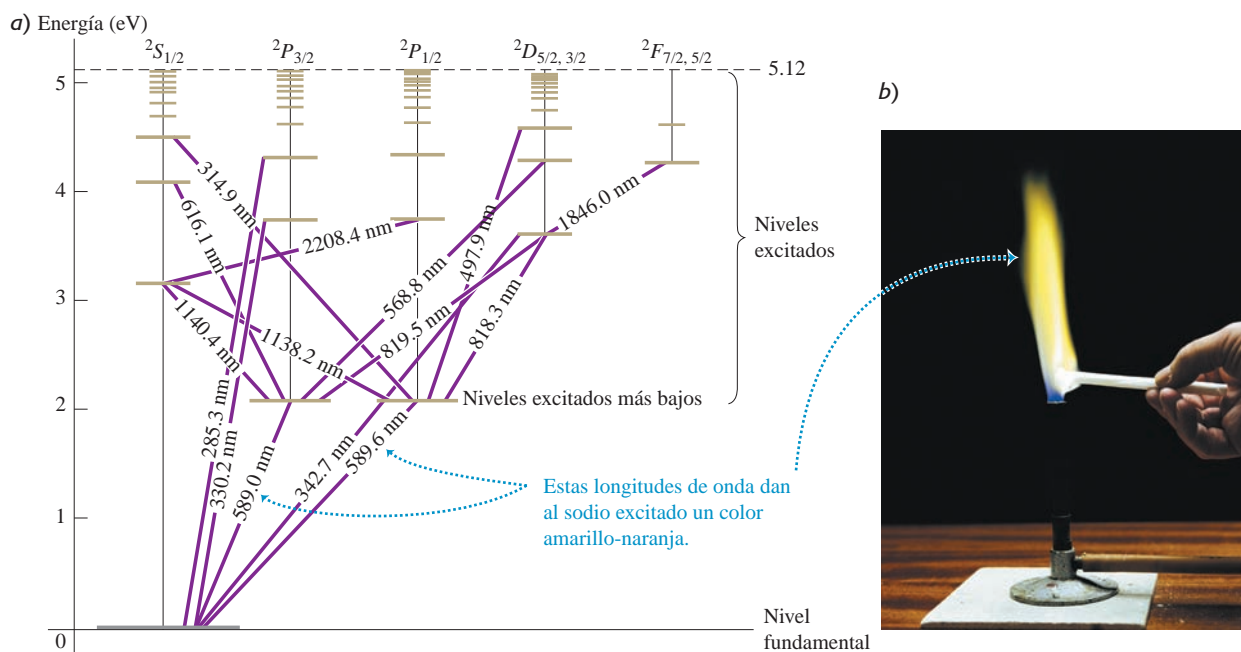 a) Energía (eV)
²S₁/₂
²P₃/₂
²P₁/₂
²D₅/₂, ₃/₂
²F₇/₂, ₅/₂
5.12
5
4
3
2
1
0
314.9 nm
616.1 nm
2208.4 nm
497.9 nm
1846.0 nm
568.8 nm
819.5 nm
818.3 nm
1140.4 nm
1138.2 nm
285.3 nm
330.2 nm
589.0 nm
342.7 nm
589.6 nm
Niveles
excitados
Niveles excitados más bajos
Estas longitudes de onda dan
al sodio excitado un color
amarillo-naranja.
Nivel
fundamental
b)